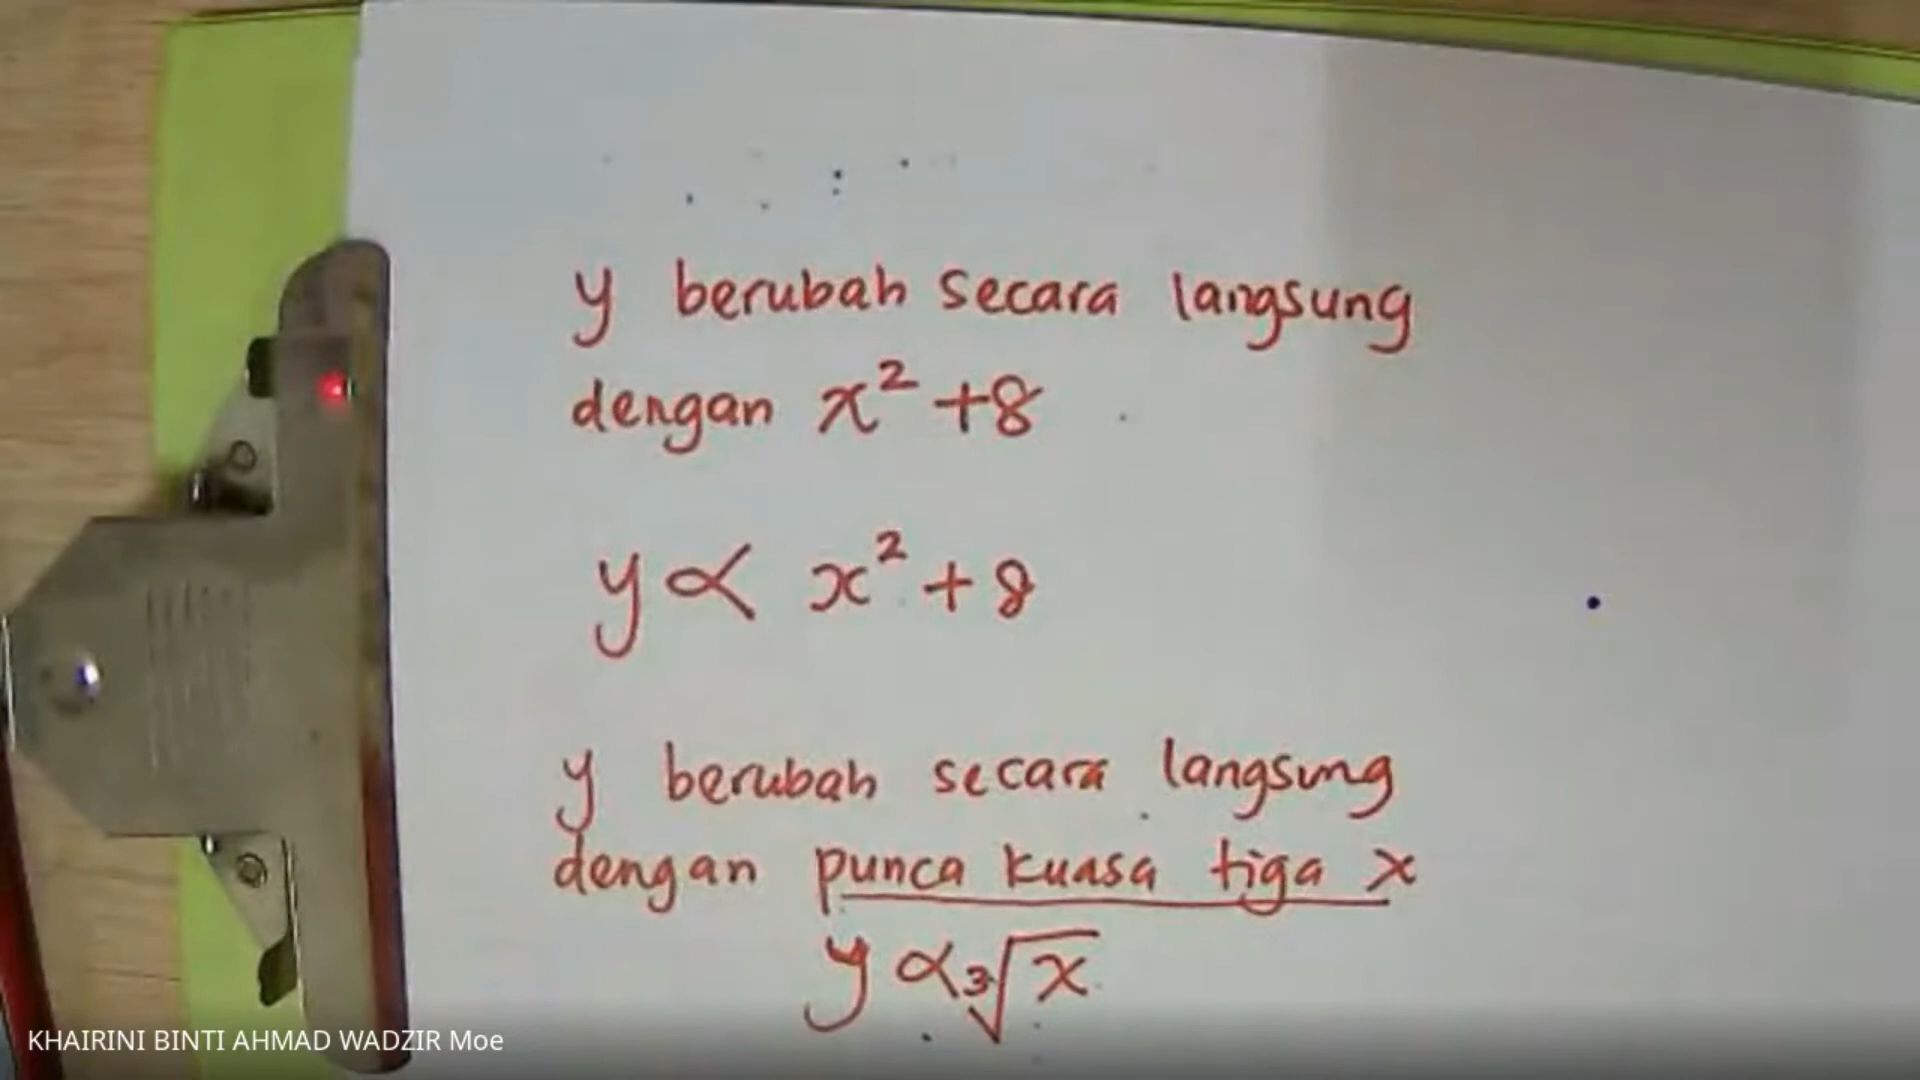 y berubah secara langsung
dengan x² +8
y ∝ x² + 8
y berubah secara langsung
dengan punca kuasa tiga x
y ∝ ³√x
KHAIRINI BINTI AHMAD WADZIR Moe